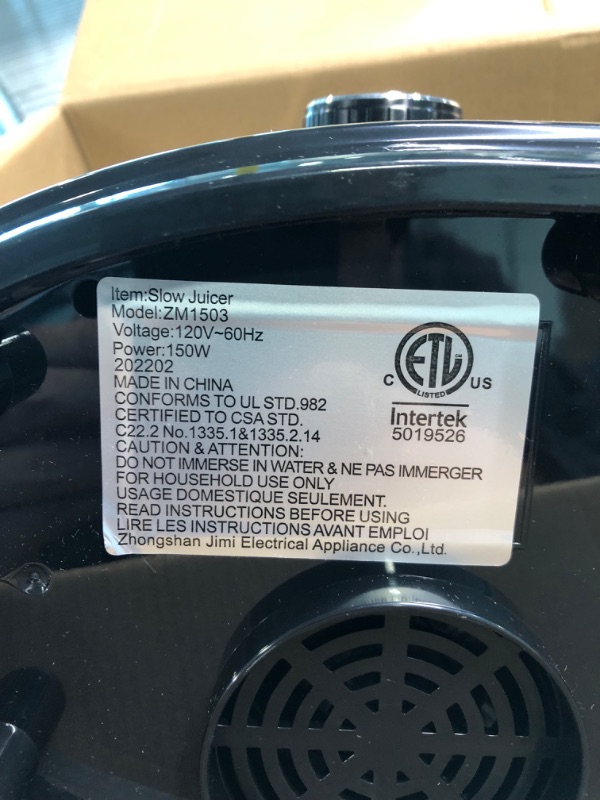 Item:Slow Juicer
Model:ZM1503
Voltage:120V~60Hz
Power:150W
202202
MADE IN CHINA
CONFORMS TO UL STD.982
CERTIFIED TO CSA STD.
C22.2 No.1335.1&1335.2.14
CAUTION & ATTENTION:
DO NOT IMMERSE IN WATER & NE PAS IMMERGER
FOR HOUSEHOLD USE ONLY
USAGE DOMESTIQUE SEULEMENT.
READ INSTRUCTIONS BEFORE USING
LIRE LES INSTRUCTIONS AVANT EMPLOI
Zhongshan Jimi Electrical Appliance Co.,Ltd.
ETL
LISTED
C US
Intertek
5019526